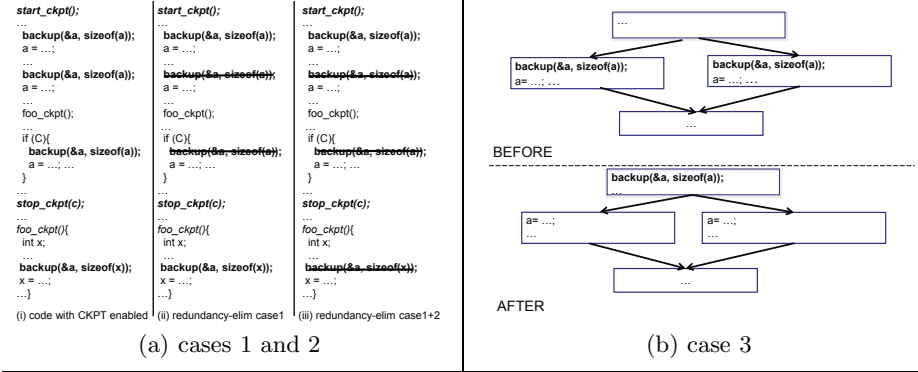 start_ckpt();
...
backup(&a, sizeof(a));
a = ...;
...
backup(&a, sizeof(a));
a = ...;
...
foo_ckpt();
...
if (C){
backup(&a, sizeof(a));
a = ...; ...
}
...
stop_ckpt(c);
...
foo_ckpt(){
int x;
...
backup(&a, sizeof(x));
x = ...;
...}
(i) code with CKPT enabled
start_ckpt();
...
backup(&a, sizeof(a));
a = ...;
...
backup(&a, sizeof(a));
a = ...;
...
foo_ckpt();
...
if (C){
backup(&a, sizeof(a));
a = ...; ...
}
...
stop_ckpt(c);
...
foo_ckpt(){
int x;
...
backup(&a, sizeof(x));
x = ...;
...}
(ii) redundancy-elim case1
start_ckpt();
...
backup(&a, sizeof(a));
a = ...;
...
backup(&a, sizeof(a));
a = ...;
...
foo_ckpt();
...
if (C){
backup(&a, sizeof(a));
a = ...; ...
}
...
stop_ckpt(c);
...
foo_ckpt(){
int x;
...
backup(&a, sizeof(x));
x = ...;
...}
(iii) redundancy-elim case1+2
(a) cases 1 and 2
...
backup(&a, sizeof(a));
a= ...; ...
backup(&a, sizeof(a));
a= ...; ...
...
BEFORE
backup(&a, sizeof(a));
...
a= ...;
...
a= ...;
...
...
AFTER
(b) case 3